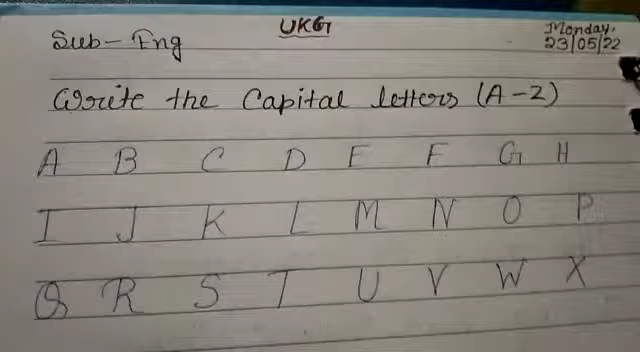 UKG
Monday.
Sub- Eng
23/05/22
Write the Capital letters (A-Z)
A B C D E F G H
I J K L M N O P
Q R S T U V W X